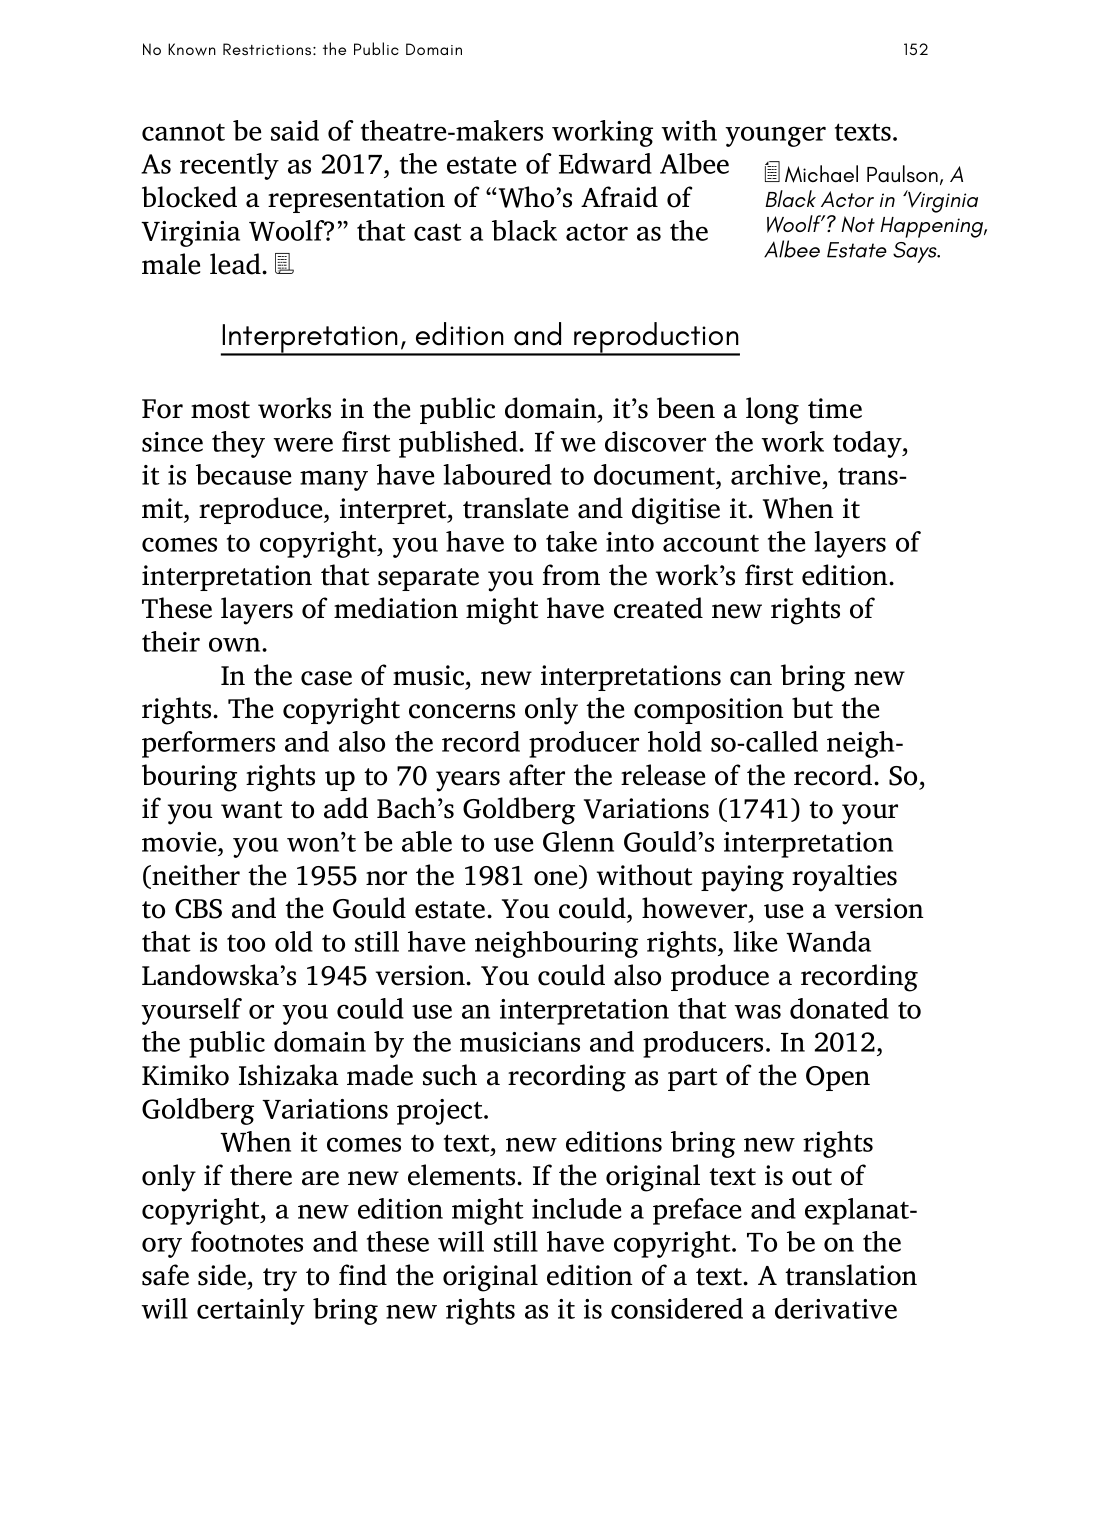 No Known Restrictions: the Public Domain 152
cannot be said of theatre-makers working with younger texts.
As recently as 2017, the estate of Edward Albee
blocked a representation of “Who’s Afraid of
Virginia Woolf?” that cast a black actor as the
male lead.
Michael Paulson, A
Black Actor in ‘Virginia
Woolf’? Not Happening,
Albee Estate Says.
Interpretation, edition and reproduction
For most works in the public domain, it’s been a long time
since they were first published. If we discover the work today,
it is because many have laboured to document, archive, trans-
mit, reproduce, interpret, translate and digitise it. When it
comes to copyright, you have to take into account the layers of
interpretation that separate you from the work’s first edition.
These layers of mediation might have created new rights of
their own.
In the case of music, new interpretations can bring new
rights. The copyright concerns only the composition but the
performers and also the record producer hold so-called neigh-
bouring rights up to 70 years after the release of the record. So,
if you want to add Bach’s Goldberg Variations (1741) to your
movie, you won’t be able to use Glenn Gould’s interpretation
(neither the 1955 nor the 1981 one) without paying royalties
to CBS and the Gould estate. You could, however, use a version
that is too old to still have neighbouring rights, like Wanda
Landowska’s 1945 version. You could also produce a recording
yourself or you could use an interpretation that was donated to
the public domain by the musicians and producers. In 2012,
Kimiko Ishizaka made such a recording as part of the Open
Goldberg Variations project.
When it comes to text, new editions bring new rights
only if there are new elements. If the original text is out of
copyright, a new edition might include a preface and explanat-
ory footnotes and these will still have copyright. To be on the
safe side, try to find the original edition of a text. A translation
will certainly bring new rights as it is considered a derivative